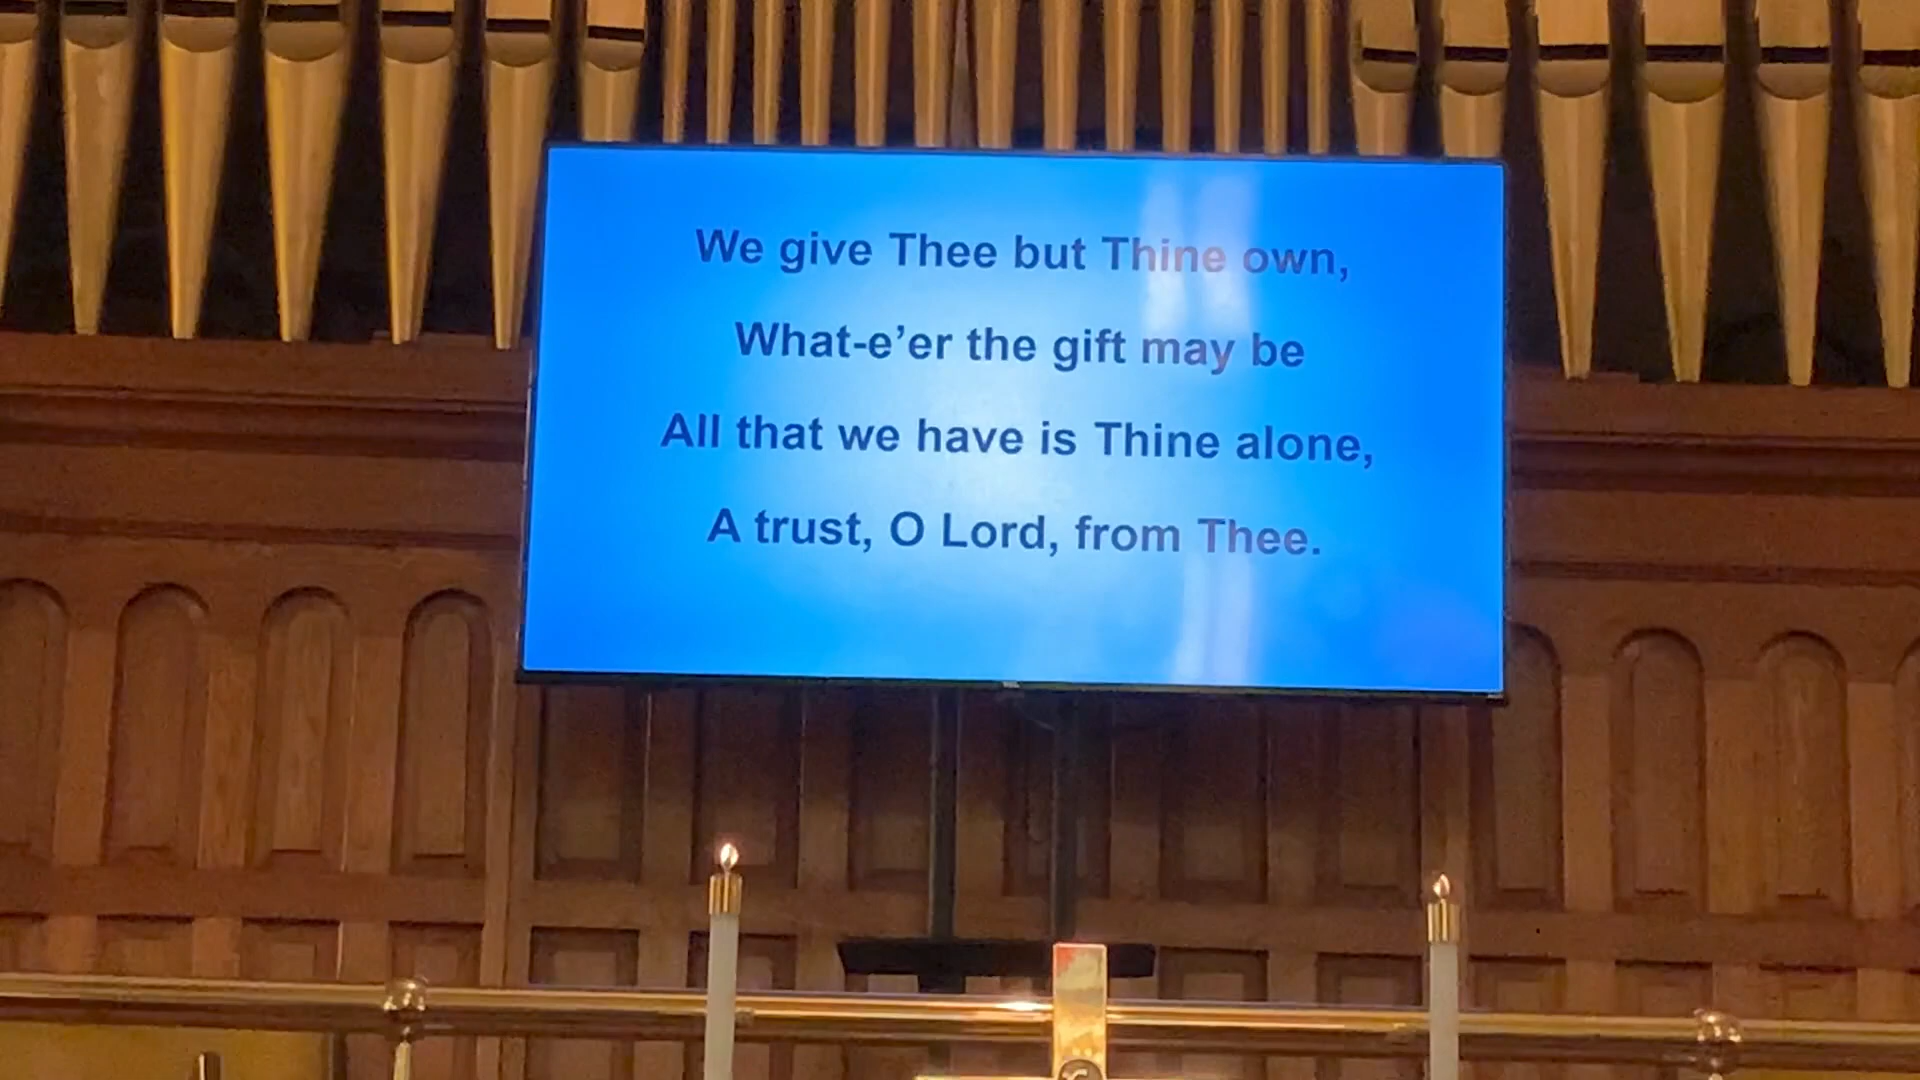 We give Thee but Thine own,
What-e’er the gift may be
All that we have is Thine alone,
A trust, O Lord, from Thee.